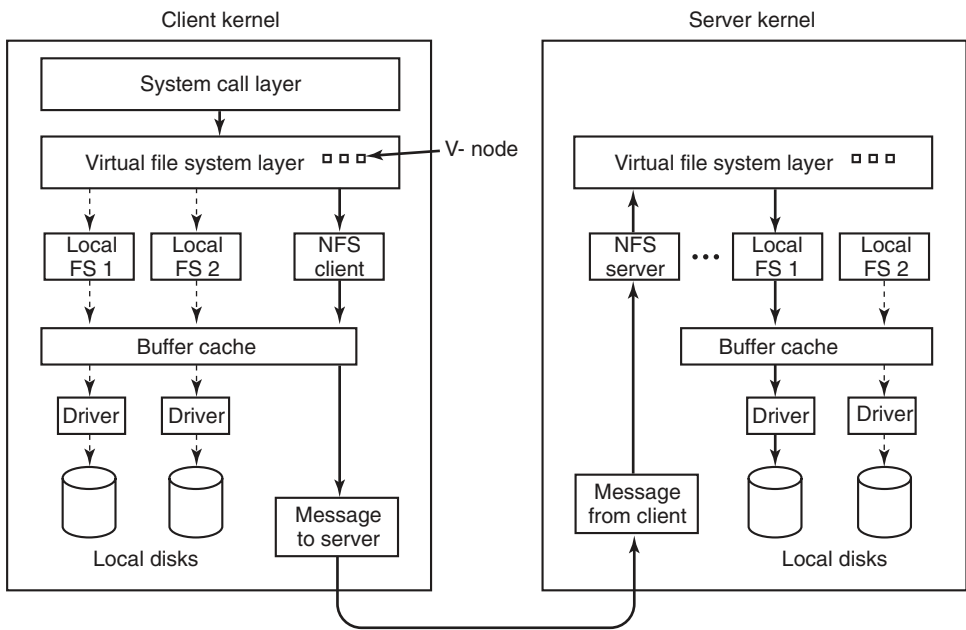 Client kernel
Server kernel
System call layer
Virtual file system layer
V- node
Virtual file system layer
Local
FS 1
Local
FS 2
NFS
client
NFS
server
Local
FS 1
Local
FS 2
Buffer cache
Buffer cache
Driver
Driver
Driver
Driver
Message
to server
Message
from client
Local disks
Local disks